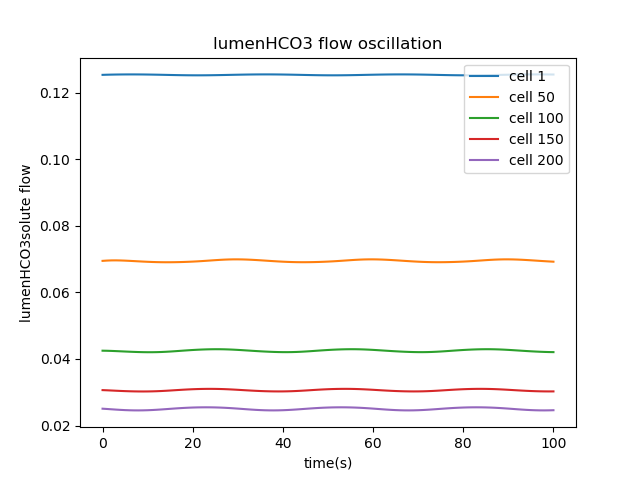 lumenHCO3 flow oscillation
lumenHCO3solute flow
0.12
0.10
0.08
0.06
0.04
0.02
cell 1
cell 50
cell 100
cell 150
cell 200
0 20 40 60 80 100
time(s)